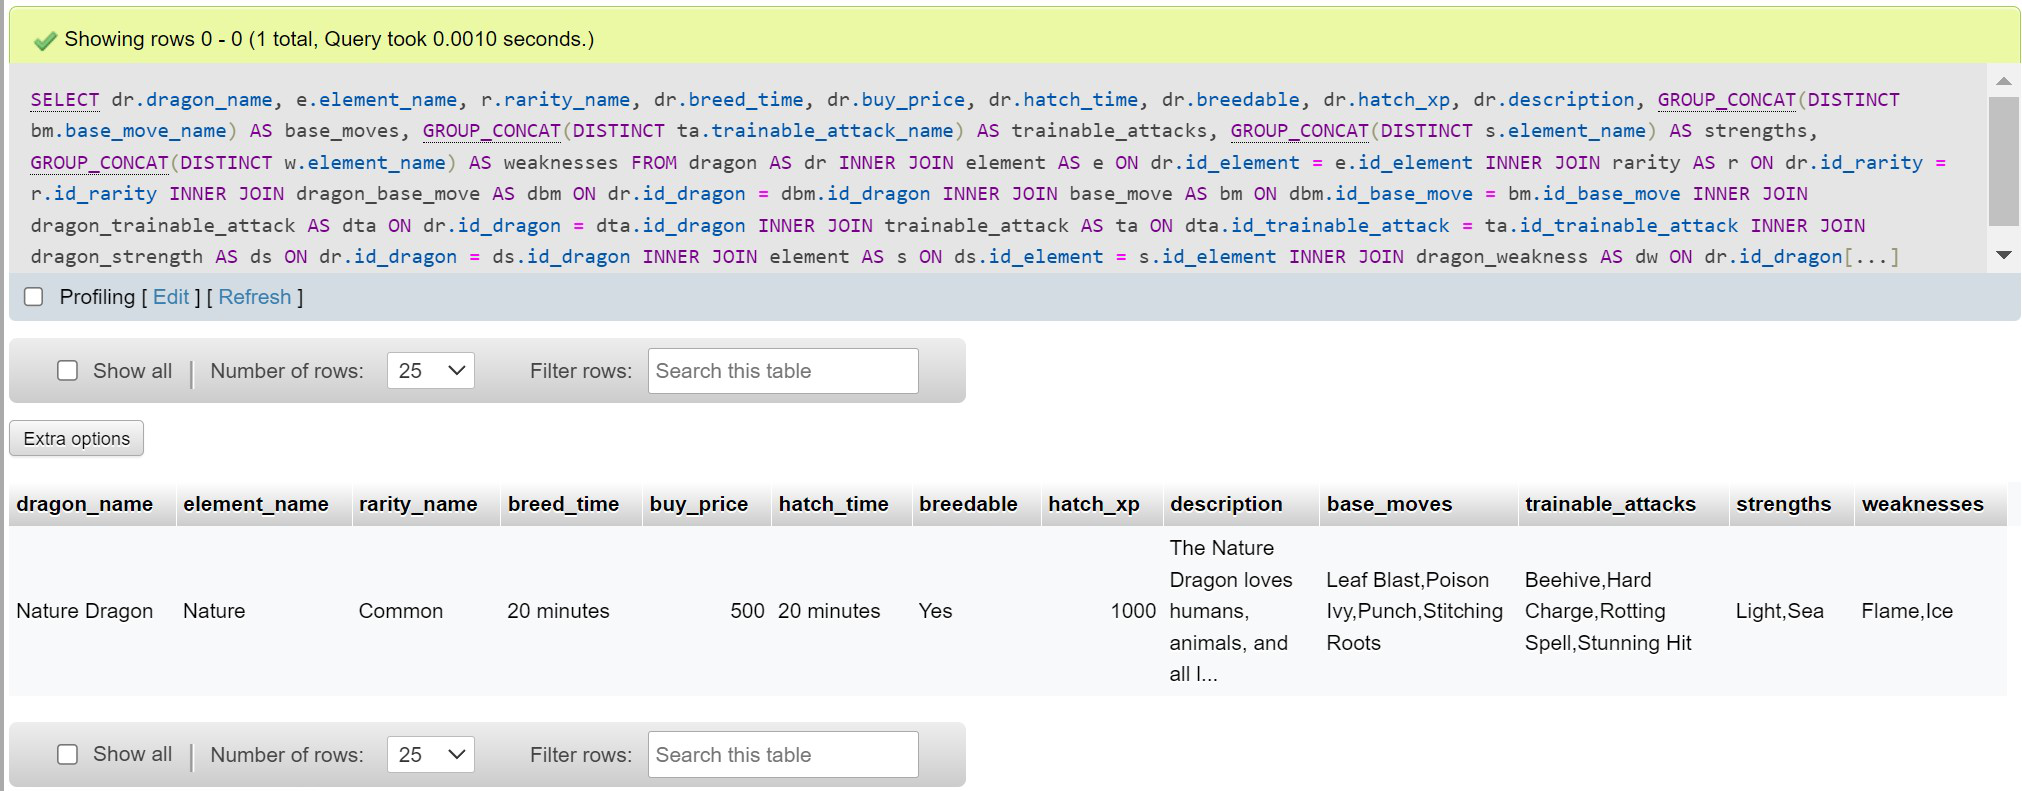 Showing rows 0 - 0 (1 total, Query took 0.0010 seconds.)
SELECT dr.dragon_name, e.element_name, r.rarity_name, dr.breed_time, dr.buy_price, dr.hatch_time, dr.breedable, dr.hatch_xp, dr.description, GROUP_CONCAT(DISTINCT
bm.base_move_name) AS base_moves, GROUP_CONCAT(DISTINCT ta.trainable_attack_name) AS trainable_attacks, GROUP_CONCAT(DISTINCT s.element_name) AS strengths,
GROUP_CONCAT(DISTINCT w.element_name) AS weaknesses FROM dragon AS dr INNER JOIN element AS e ON dr.id_element = e.id_element INNER JOIN rarity AS r ON dr.id_rarity =
r.id_rarity INNER JOIN dragon_base_move AS dbm ON dr.id_dragon = dbm.id_dragon INNER JOIN base_move AS bm ON dbm.id_base_move = bm.id_base_move INNER JOIN
dragon_trainable_attack AS dta ON dr.id_dragon = dta.id_dragon INNER JOIN trainable_attack AS ta ON dta.id_trainable_attack = ta.id_trainable_attack INNER JOIN
dragon_strength AS ds ON dr.id_dragon = ds.id_dragon INNER JOIN element AS s ON ds.id_element = s.id_element INNER JOIN dragon_weakness AS dw ON dr.id_dragon[...]
Profiling [ Edit ] [ Refresh ]
Show all | Number of rows: 25 Filter rows: Search this table
Extra options
dragon_name element_name rarity_name breed_time buy_price hatch_time breedable hatch_xp description base_moves trainable_attacks strengths weaknesses
The Nature
Dragon loves Leaf Blast,Poison Beehive,Hard
Nature Dragon Nature Common 20 minutes 500 20 minutes Yes 1000 humans, Ivy,Punch,Stitching Charge,Rotting Light,Sea Flame,Ice
animals, and Roots Spell,Stunning Hit
all l...
Show all | Number of rows: 25 Filter rows: Search this table